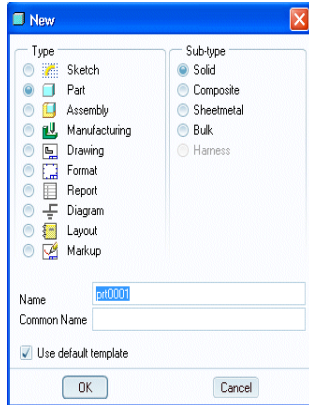 New
Type
Sketch
Part
Assembly
Manufacturing
Drawing
Format
Report
Diagram
Layout
Markup
Sub-type
Solid
Composite
Sheetmetal
Bulk
Harness
Name prt0001
Common Name
Use default template
OK Cancel